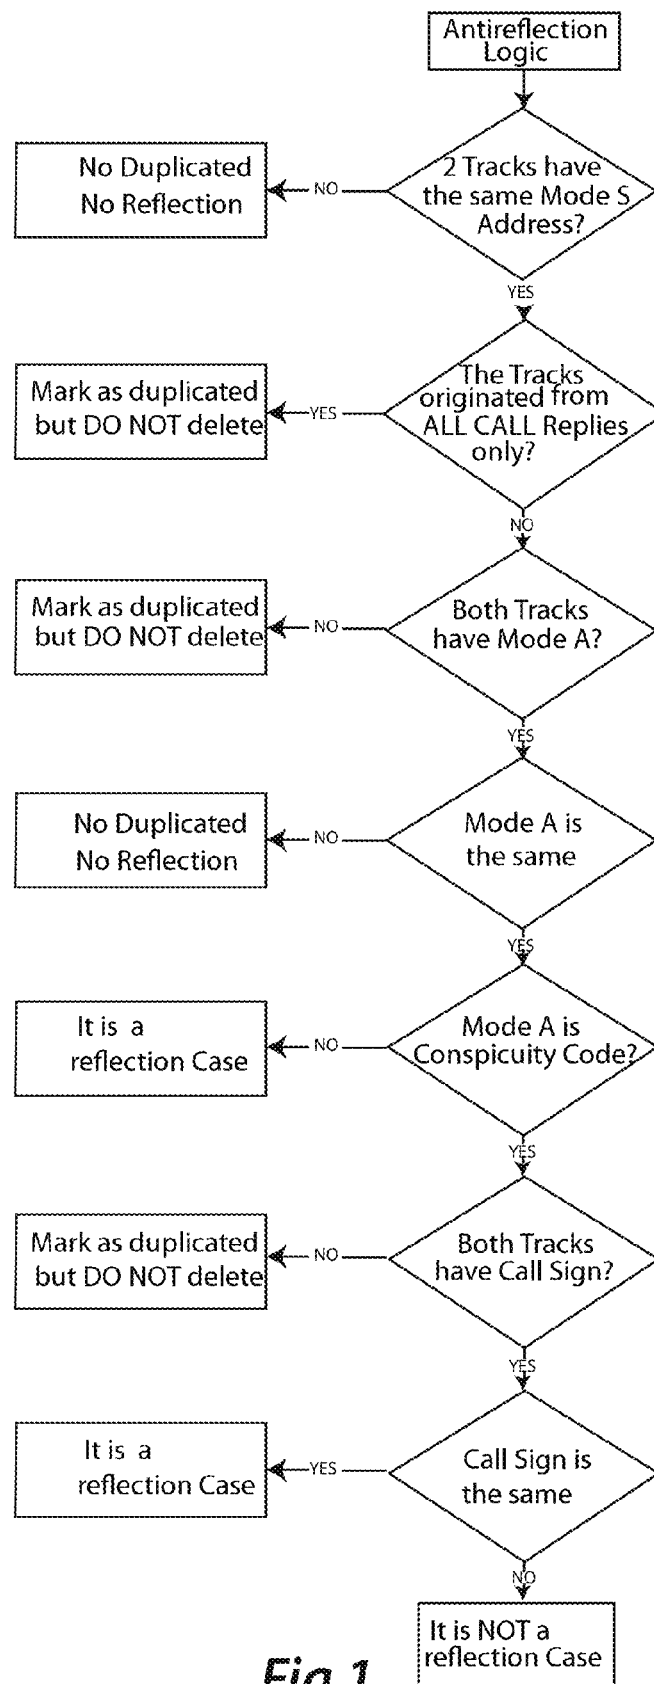 Antireflection
Logic
2 Tracks have
the same Mode S
Address?
NO
No Duplicated
No Reflection
YES
The Tracks
originated from
ALL CALL Replies
only?
YES
Mark as duplicated
but DO NOT delete
NO
Both Tracks
have Mode A?
NO
Mark as duplicated
but DO NOT delete
YES
Mode A is
the same
NO
No Duplicated
No Reflection
YES
Mode A is
Conspicuity Code?
NO
It is a
reflection Case
YES
Both Tracks
have Call Sign?
NO
Mark as duplicated
but DO NOT delete
YES
Call Sign is
the same
YES
It is a
reflection Case
NO
It is NOT a
reflection Case
Fig.1